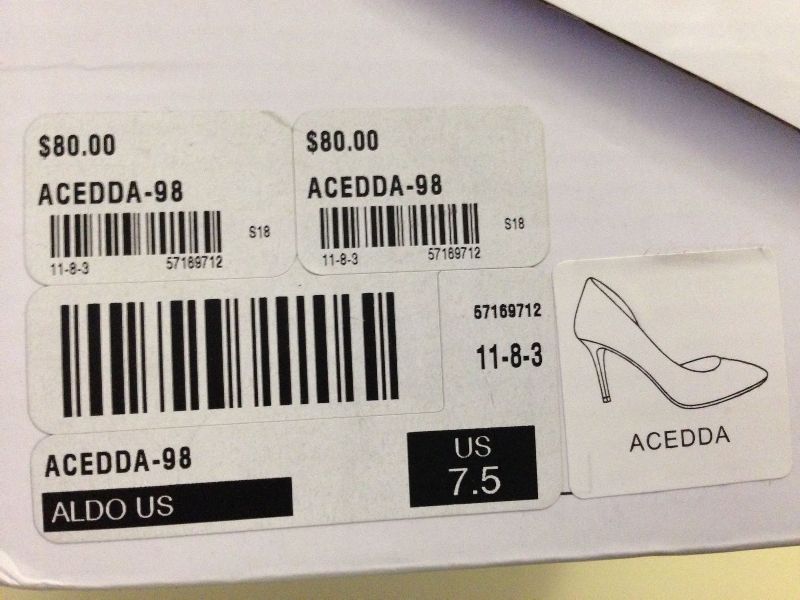 $80.00
ACEDDA-98
S18
11-8-3 57169712
$80.00
ACEDDA-98
S18
11-8-3 57169712
57169712
11-8-3
ACEDDA-98
ALDO US
US
7.5
ACEDDA